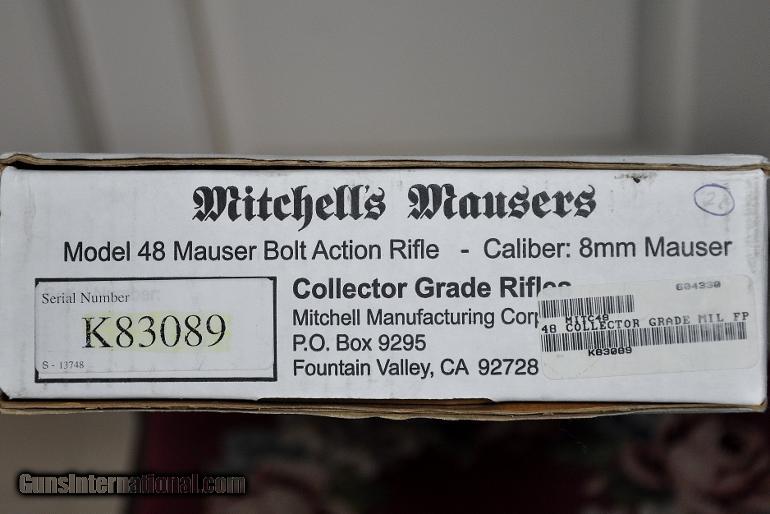 Mitchell's Mausers
Model 48 Mauser Bolt Action Rifle - Caliber: 8mm Mauser
Serial Number
K83089
S - 13748
Collector Grade Rifles
Mitchell Manufacturing Corp
P.O. Box 9295
Fountain Valley, CA 92728
604330
MITC48
48 COLLECTOR GRADE MIL FP
K83089
GunsInternational.com